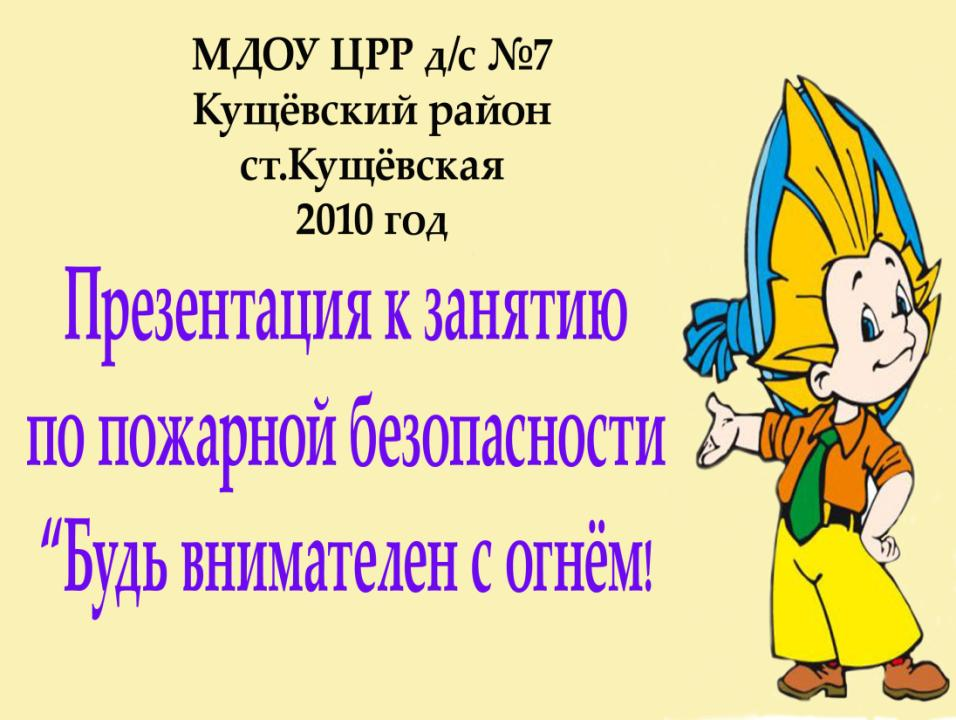 МДОУ ЦРР д/с №7
Кущёвский район
ст.Кущёвская
2010 год
Презентация к занятию
по пожарной безопасности
“Будь внимателен с огнём!